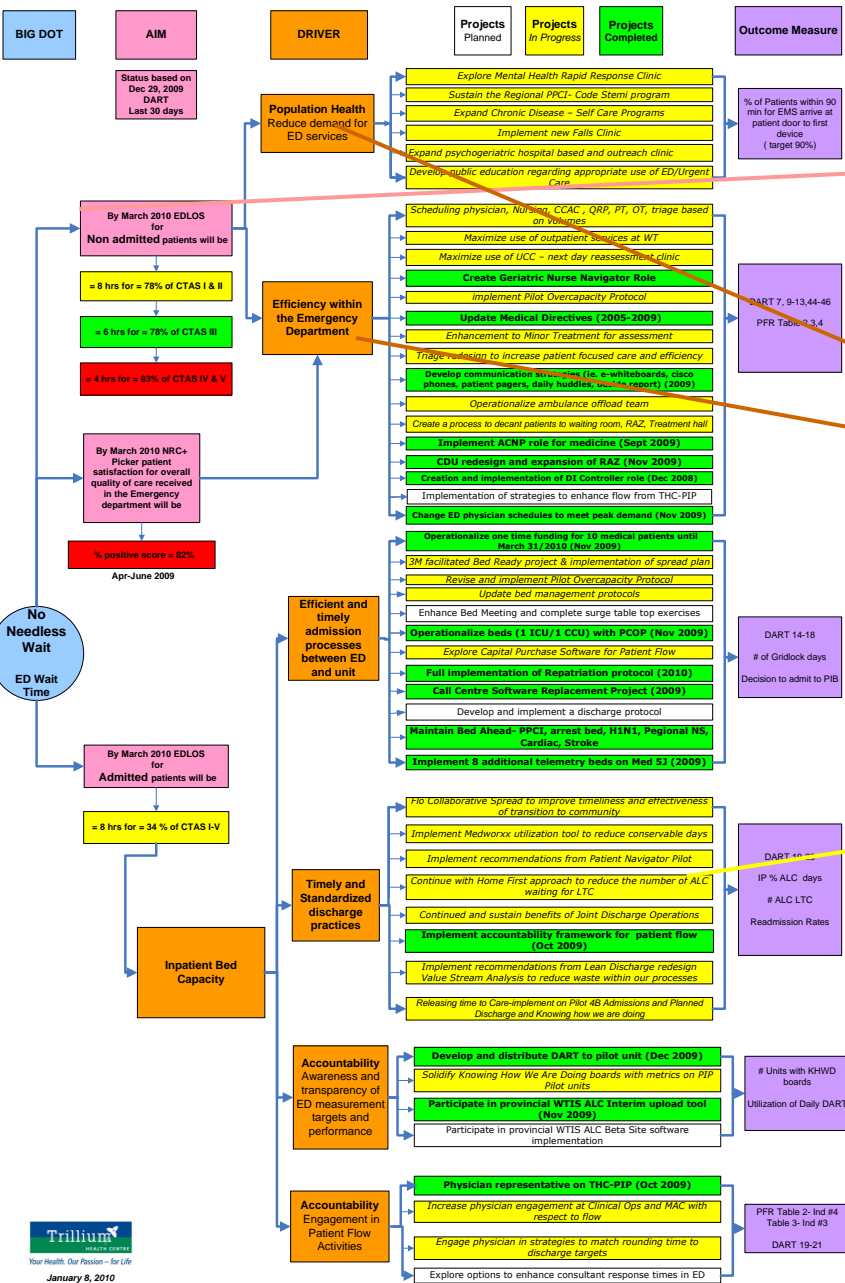 BIG DOT
AIM
DRIVER
Projects
Planned
Projects
In Progress
Projects
Completed
Outcome Measure
Status based on
Dec 29, 2009
DART
Last 30 days
Population Health
Reduce demand for
ED services
Explore Mental Health Rapid Response Clinic
Sustain the Regional PPCI- Code Stemi program
Expand Chronic Disease – Self Care Programs
Implement new Falls Clinic
Expand psychogeriatric hospital based and outreach clinic
Develop public education regarding appropriate use of ED/Urgent
Care
% of Patients within 90
min for EMS arrive at
patient door to first
device
( target 90%)
By March 2010 EDLOS
for
Non admitted patients will be
= 8 hrs for = 78% of CTAS I & II
= 6 hrs for = 78% of CTAS III
= 4 hrs for = 93% of CTAS IV & V
Efficiency within
the Emergency
Department
Scheduling physician, Nursing, CCAC , QRP, PT, OT, triage based
on volumes
Maximize use of outpatient services at WT
Maximize use of UCC – next day reassessment clinic
Create Geriatric Nurse Navigator Role
implement Pilot Overcapacity Protocol
Update Medical Directives (2005-2009)
Enhancement to Minor Treatment for assessment
Triage redesign to increase patient focused care and efficiency
Develop communication strategies (ie. e-whiteboards, cisco
phones, patient pagers, daily huddles, beside report) (2009)
Operationalize ambulance offload team
Create a process to decant patients to waiting room, RAZ, Treatment hall
Implement ACNP role for medicine (Sept 2009)
CDU redesign and expansion of RAZ (Nov 2009)
Creation and implementation of DI Controller role (Dec 2008)
Implementation of strategies to enhance flow from THC-PIP
Change ED physician schedules to meet peak demand (Nov 2009)
DART 7, 9-13,44-46
PFR Table 2,3,4
By March 2010 NRC+
Picker patient
satisfaction for overall
quality of care received
in the Emergency
department will be
% positive score = 82%
Apr-June 2009
No
Needless
Wait
ED Wait
Time
Efficient and
timely
admission
processes
between ED
and unit
Operationalize one time funding for 10 medical patients until
March 31/2010 (Nov 2009)
3M facilitated Bed Ready project & implementation of spread plan
Revise and implement Pilot Overcapacity Protocol
Update bed management protocols
Enhance Bed Meeting and complete surge table top exercises
Operationalize beds (1 ICU/1 CCU) with PCOP (Nov 2009)
Explore Capital Purchase Software for Patient Flow
Full implementation of Repatriation protocol (2010)
Call Centre Software Replacement Project (2009)
Develop and implement a discharge protocol
Maintain Bed Ahead- PPCI, arrest bed, H1N1, Pegional NS,
Cardiac, Stroke
Implement 8 additional telemetry beds on Med 5J (2009)
DART 14-18
# of Gridlock days
Decision to admit to PIB
By March 2010 EDLOS
for
Admitted patients will be
= 8 hrs for = 34 % of CTAS I-V
Inpatient Bed
Capacity
Timely and
Standardized
discharge
practices
Flo Collaborative Spread to improve timeliness and effectiveness
of transition to community
Implement Medworxx utilization tool to reduce conservable days
Implement recommendations from Patient Navigator Pilot
Continue with Home First approach to reduce the number of ALC
waiting for LTC
Continued and sustain benefits of Joint Discharge Operations
Implement accountability framework for patient flow
(Oct 2009)
Implement recommendations from Lean Discharge redesign
Value Stream Analysis to reduce waste within our processes
Releasing time to Care-implement on Pilot 4B Admissions and Planned
Discharge and Knowing how we are doing
DART
IP % ALC days
# ALC LTC
Readmission Rates
Accountability
Awareness and
transparency of
ED measurement
targets and
performance
Develop and distribute DART to pilot unit (Dec 2009)
Solidify Knowing How We Are Doing boards with metrics on PIP
Pilot units
Participate in provincial WTIS ALC Interim upload tool
(Nov 2009)
Participate in provincial WTIS ALC Beta Site software
implementation
# Units with KHWD
boards
Utilization of Daily DART
Accountability
Engagement in
Patient Flow
Activities
Physician representative on THC-PIP (Oct 2009)
Increase physician engagement at Clinical Ops and MAC with
respect to flow
Engage physician in strategies to match rounding time to
discharge targets
Explore options to enhance consultant response times in ED
PFR Table 2- Ind #4
Table 3- Ind #3
DART 19-21
Trillium
HEALTH CENTRE
Your Health. Our Passion – for Life
January 8, 2010